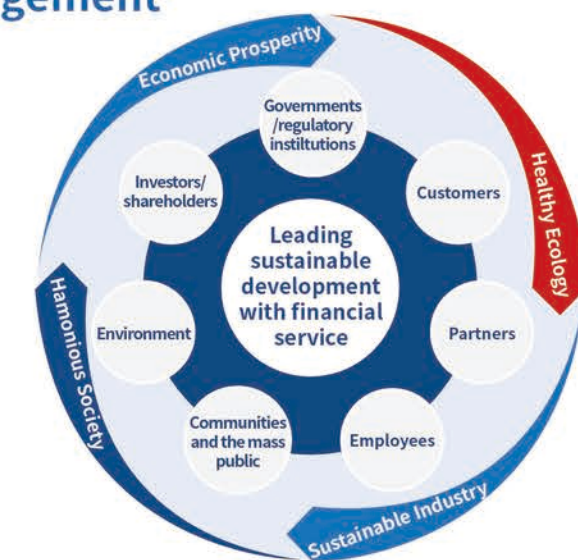 gement
Economic Prosperity
Healthy Ecology
Sustainable Industry
Hamonious Society
Governments
/regulatory
instiltutions
Customers
Partners
Employees
Communities
and the mass
public
Environment
Investors/
shareholders
Leading
sustainable
development
with financial
service